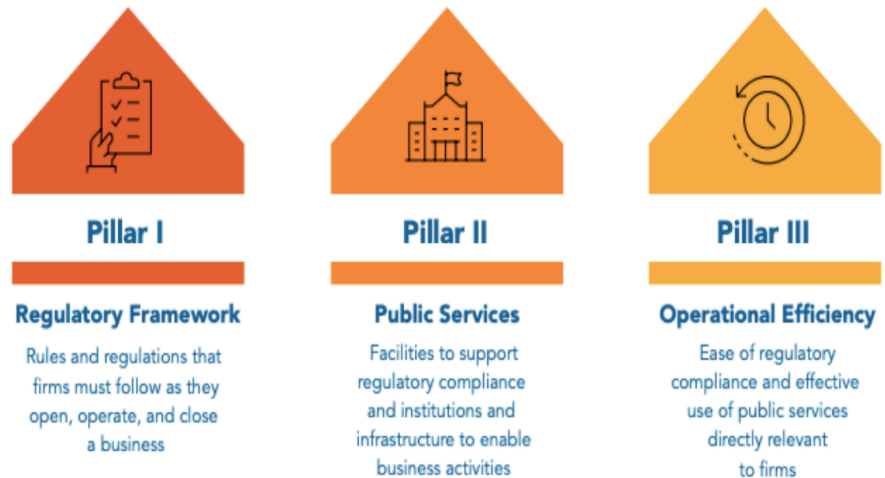 Pillar I
Regulatory Framework
Rules and regulations that
firms must follow as they
open, operate, and close
a business
Pillar II
Public Services
Facilities to support
regulatory compliance
and institutions and
infrastructure to enable
business activities
Pillar III
Operational Efficiency
Ease of regulatory
compliance and effective
use of public services
directly relevant
to firms